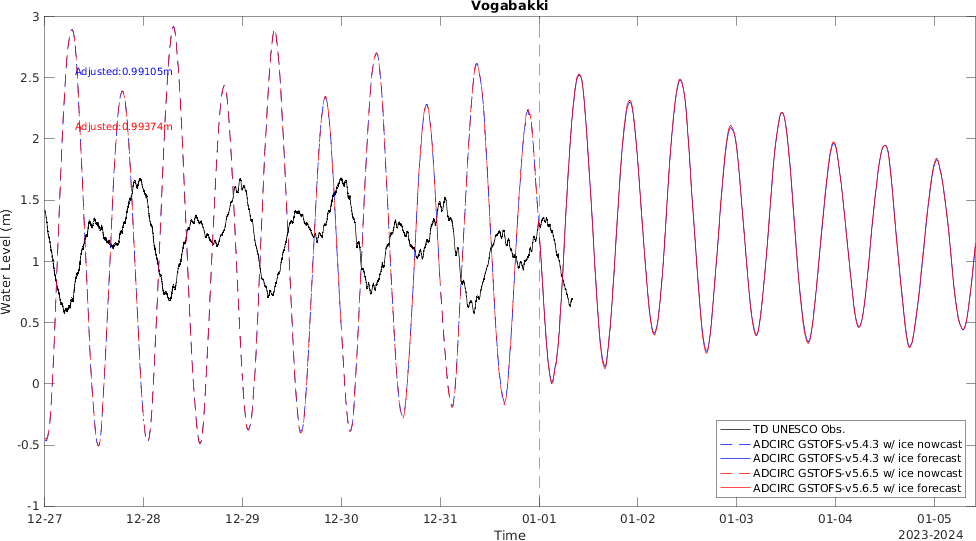 Vogabakki
3
2.5
2
1.5
1
0.5
0
-0.5
-1
Water Level (m)
Adjusted:0.99105m
Adjusted:0.99374m
TD UNESCO Obs.
ADCIRC GSTOFS-v5.4.3 w/ ice nowcast
ADCIRC GSTOFS-v5.4.3 w/ ice forecast
ADCIRC GSTOFS-v5.6.5 w/ ice nowcast
ADCIRC GSTOFS-v5.6.5 w/ ice forecast
12-27 12-28 12-29 12-30 12-31 01-01 01-02 01-03 01-04 01-05
Time
2023-2024